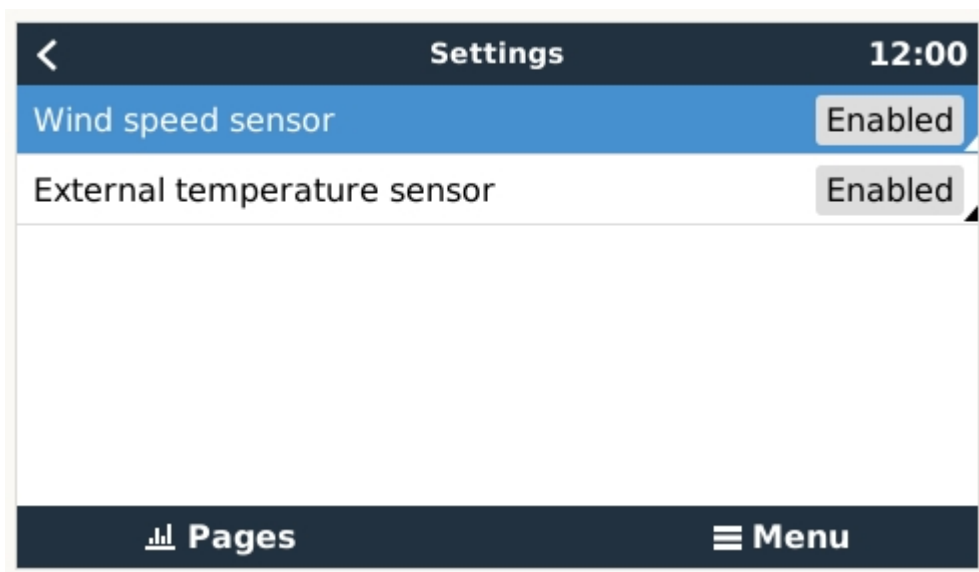 Settings 12:00
Wind speed sensor Enabled
External temperature sensor Enabled
Pages Menu